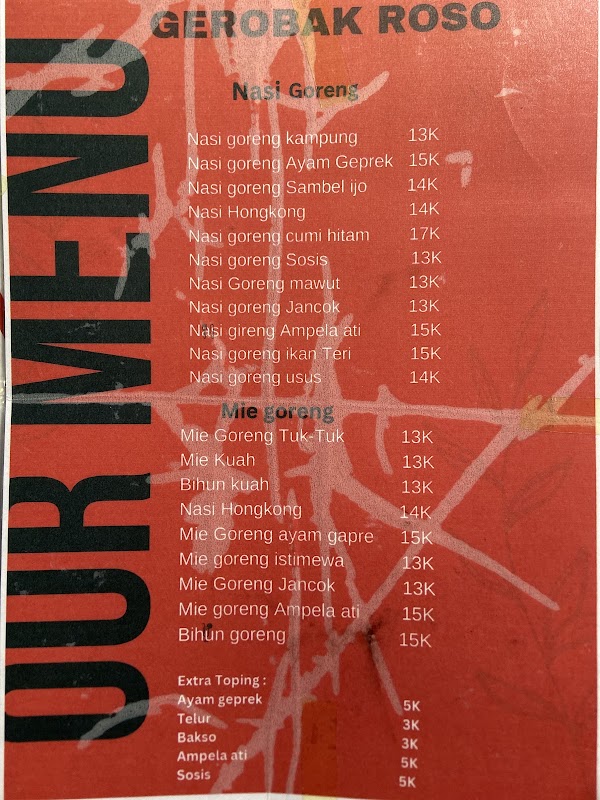 GEROBAK ROSO
OUR MENU
Nasi Goreng
Nasi goreng kampung 13K
Nasi goreng Ayam Geprek 15K
Nasi goreng Sambel ijo 14K
Nasi Hongkong 14K
Nasi goreng cumi hitam 17K
Nasi goreng Sosis 13K
Nasi Goreng mawut 13K
Nasi goreng Jancok 13K
Nasi gireng Ampela ati 15K
Nasi goreng ikan Teri 15K
Nasi goreng usus 14K
Mie goreng
Mie Goreng Tuk-Tuk 13K
Mie Kuah 13K
Bihun kuah 13K
Nasi Hongkong 14K
Mie Goreng ayam gapre 15K
Mie goreng istimewa 13K
Mie Goreng Jancok 13K
Mie goreng Ampela ati 15K
Bihun goreng 15K
Extra Toping :
Ayam geprek 5K
Telur 3K
Bakso 3K
Ampela ati 5K
Sosis 5K